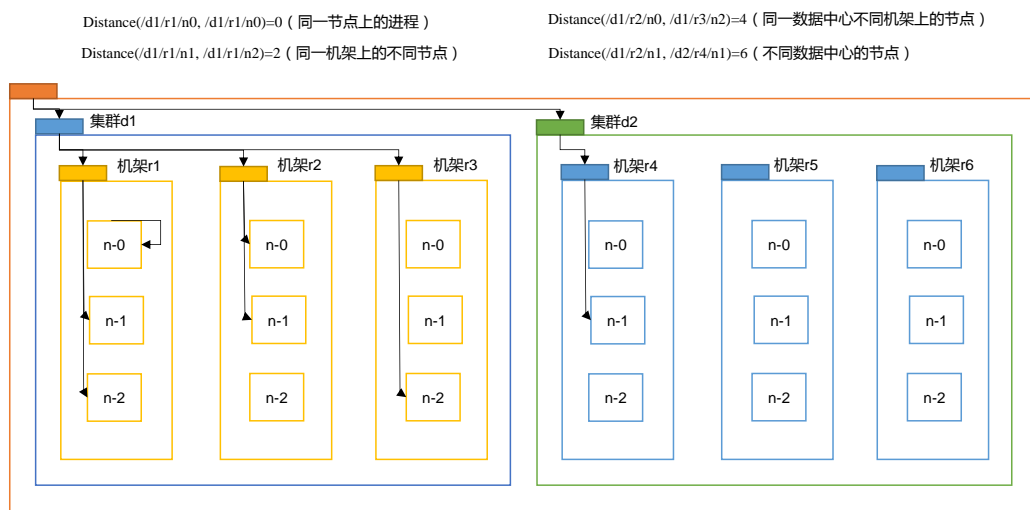 Distance(/d1/r1/n0, /d1/r1/n0)=0（同一节点上的进程）
Distance(/d1/r2/n0, /d1/r3/n2)=4（同一数据中心不同机架上的节点）
Distance(/d1/r1/n1, /d1/r1/n2)=2（同一机架上的不同节点）
Distance(/d1/r2/n1, /d2/r4/n1)=6（不同数据中心的节点）
集群d1
集群d2
机架r1
机架r2
机架r3
机架r4
机架r5
机架r6
n-0
n-0
n-0
n-0
n-0
n-0
n-1
n-1
n-1
n-1
n-1
n-1
n-2
n-2
n-2
n-2
n-2
n-2